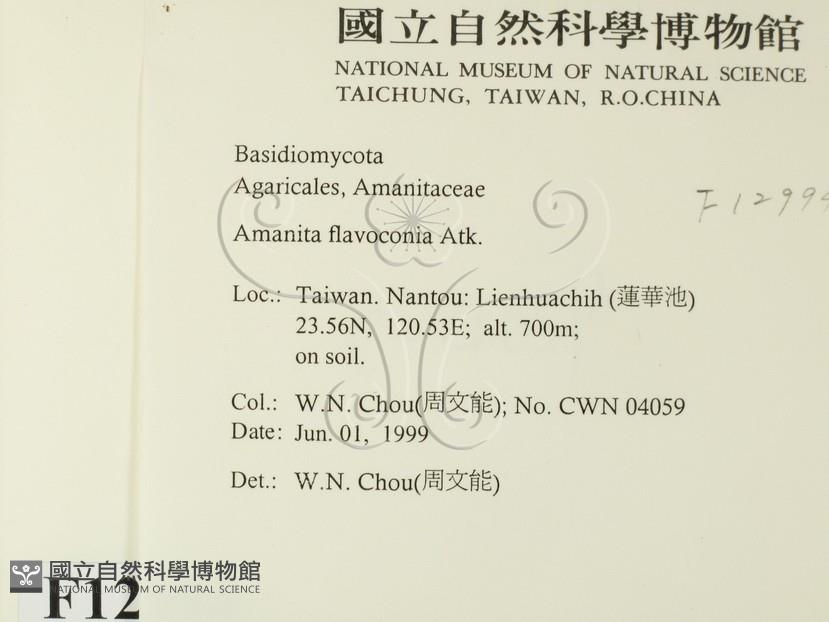 國立自然科學博物館
NATIONAL MUSEUM OF NATURAL SCIENCE
TAICHUNG, TAIWAN, R.O.CHINA
Basidiomycota
Agaricales, Amanitaceae
F12994
Amanita flavoconia Atk.
Loc.: Taiwan. Nantou: Lienhuachih (蓮華池)
23.56N, 120.53E; alt. 700m;
on soil.
Col.: W.N. Chou(周文能); No. CWN 04059
Date: Jun. 01, 1999
Det.: W.N. Chou(周文能)
國立自然科學博物館
NATIONAL MUSEUM OF NATURAL SCIENCE
F12